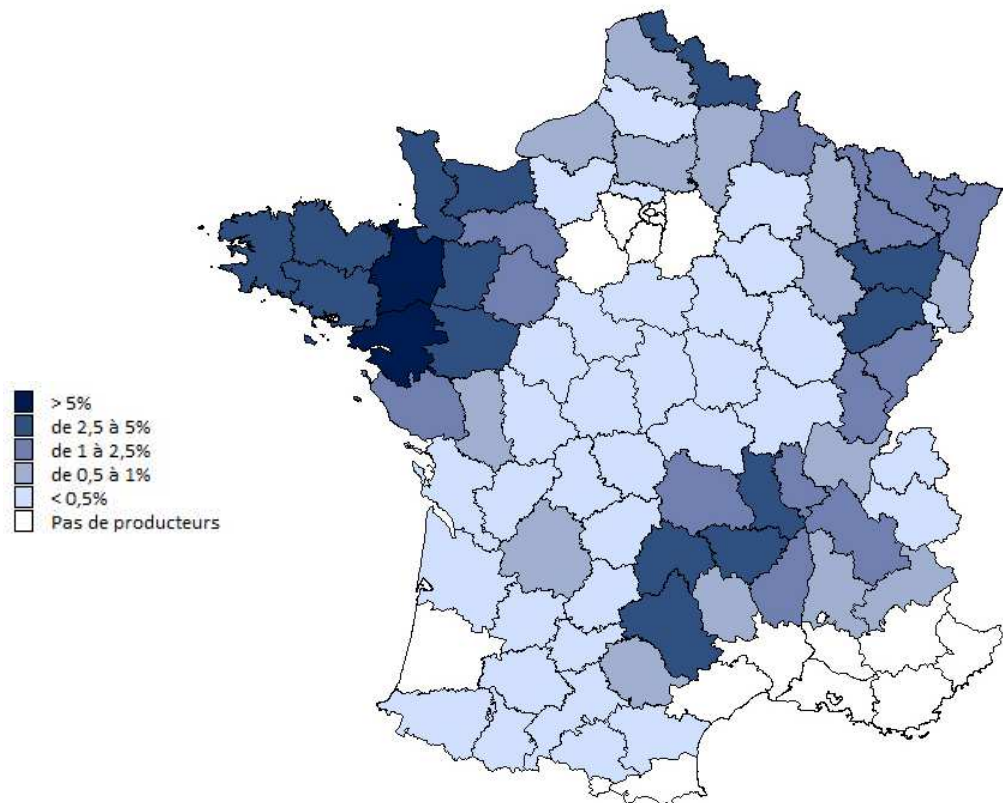 > 5%
de 2,5 à 5%
de 1 à 2,5%
de 0,5 à 1%
< 0,5%
Pas de producteurs